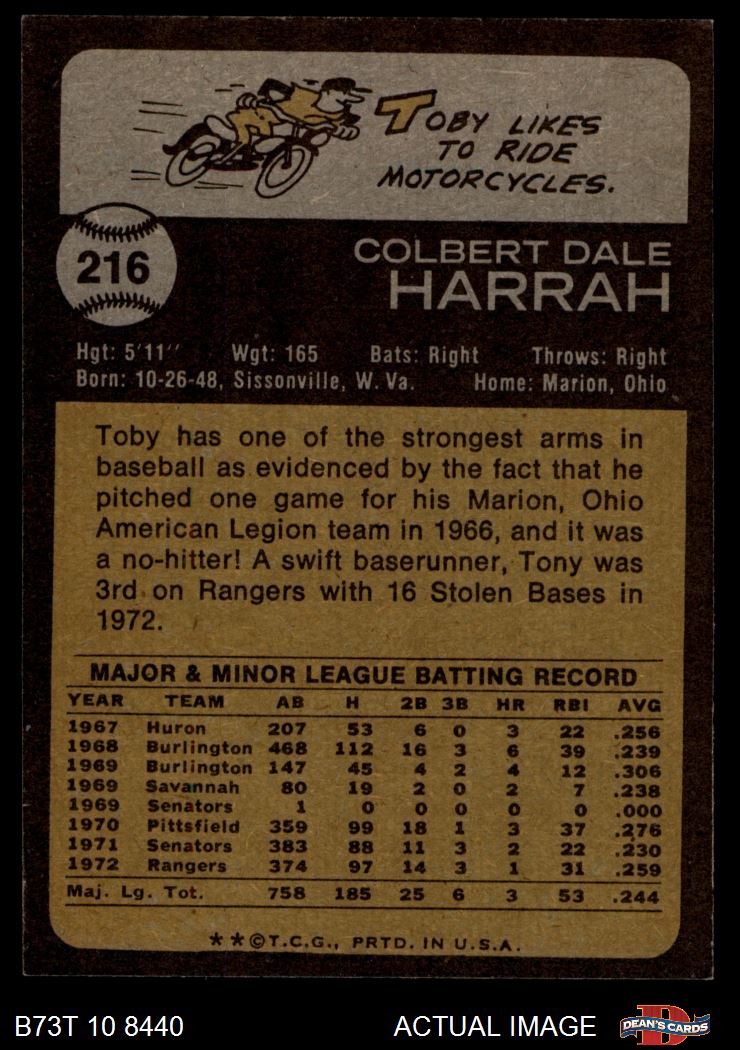 TOBY LIKES
TO RIDE
MOTORCYCLES.
216
COLBERT DALE
HARRAH
Hgt: 5'11'' Wgt: 165 Bats: Right Throws: Right
Born: 10-26-48, Sissonville, W. Va. Home: Marion, Ohio
Toby has one of the strongest arms in
baseball as evidenced by the fact that he
pitched one game for his Marion, Ohio
American Legion team in 1966, and it was
a no-hitter! A swift baserunner, Tony was
3rd on Rangers with 16 Stolen Bases in
1972.
MAJOR & MINOR LEAGUE BATTING RECORD
YEAR TEAM AB H 2B 3B HR RBI AVG
1967 Huron 207 53 6 0 3 22 .256
1968 Burlington 468 112 16 3 6 39 .239
1969 Burlington 147 45 4 2 4 12 .306
1969 Savannah 80 19 2 0 2 7 .238
1969 Senators 1 0 0 0 0 0 .000
1970 Pittsfield 359 99 18 1 3 37 .276
1971 Senators 383 88 11 3 2 22 .230
1972 Rangers 374 97 14 3 1 31 .259
Maj. Lg. Tot. 758 185 25 6 3 53 .244
**©T.C.G., PRTD. IN U.S.A.
B73T 10 8440 ACTUAL IMAGE D DEAN'S CARDS